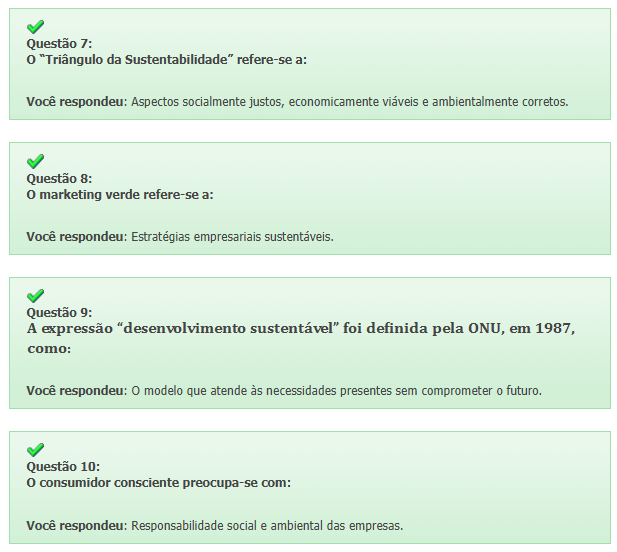 Questão 7:
O “Triângulo da Sustentabilidade” refere-se a:
Você respondeu: Aspectos socialmente justos, economicamente viáveis e ambientalmente corretos.
Questão 8:
O marketing verde refere-se a:
Você respondeu: Estratégias empresariais sustentáveis.
Questão 9:
A expressão “desenvolvimento sustentável” foi definida pela ONU, em 1987,
como:
Você respondeu: O modelo que atende às necessidades presentes sem comprometer o futuro.
Questão 10:
O consumidor consciente preocupa-se com:
Você respondeu: Responsabilidade social e ambiental das empresas.